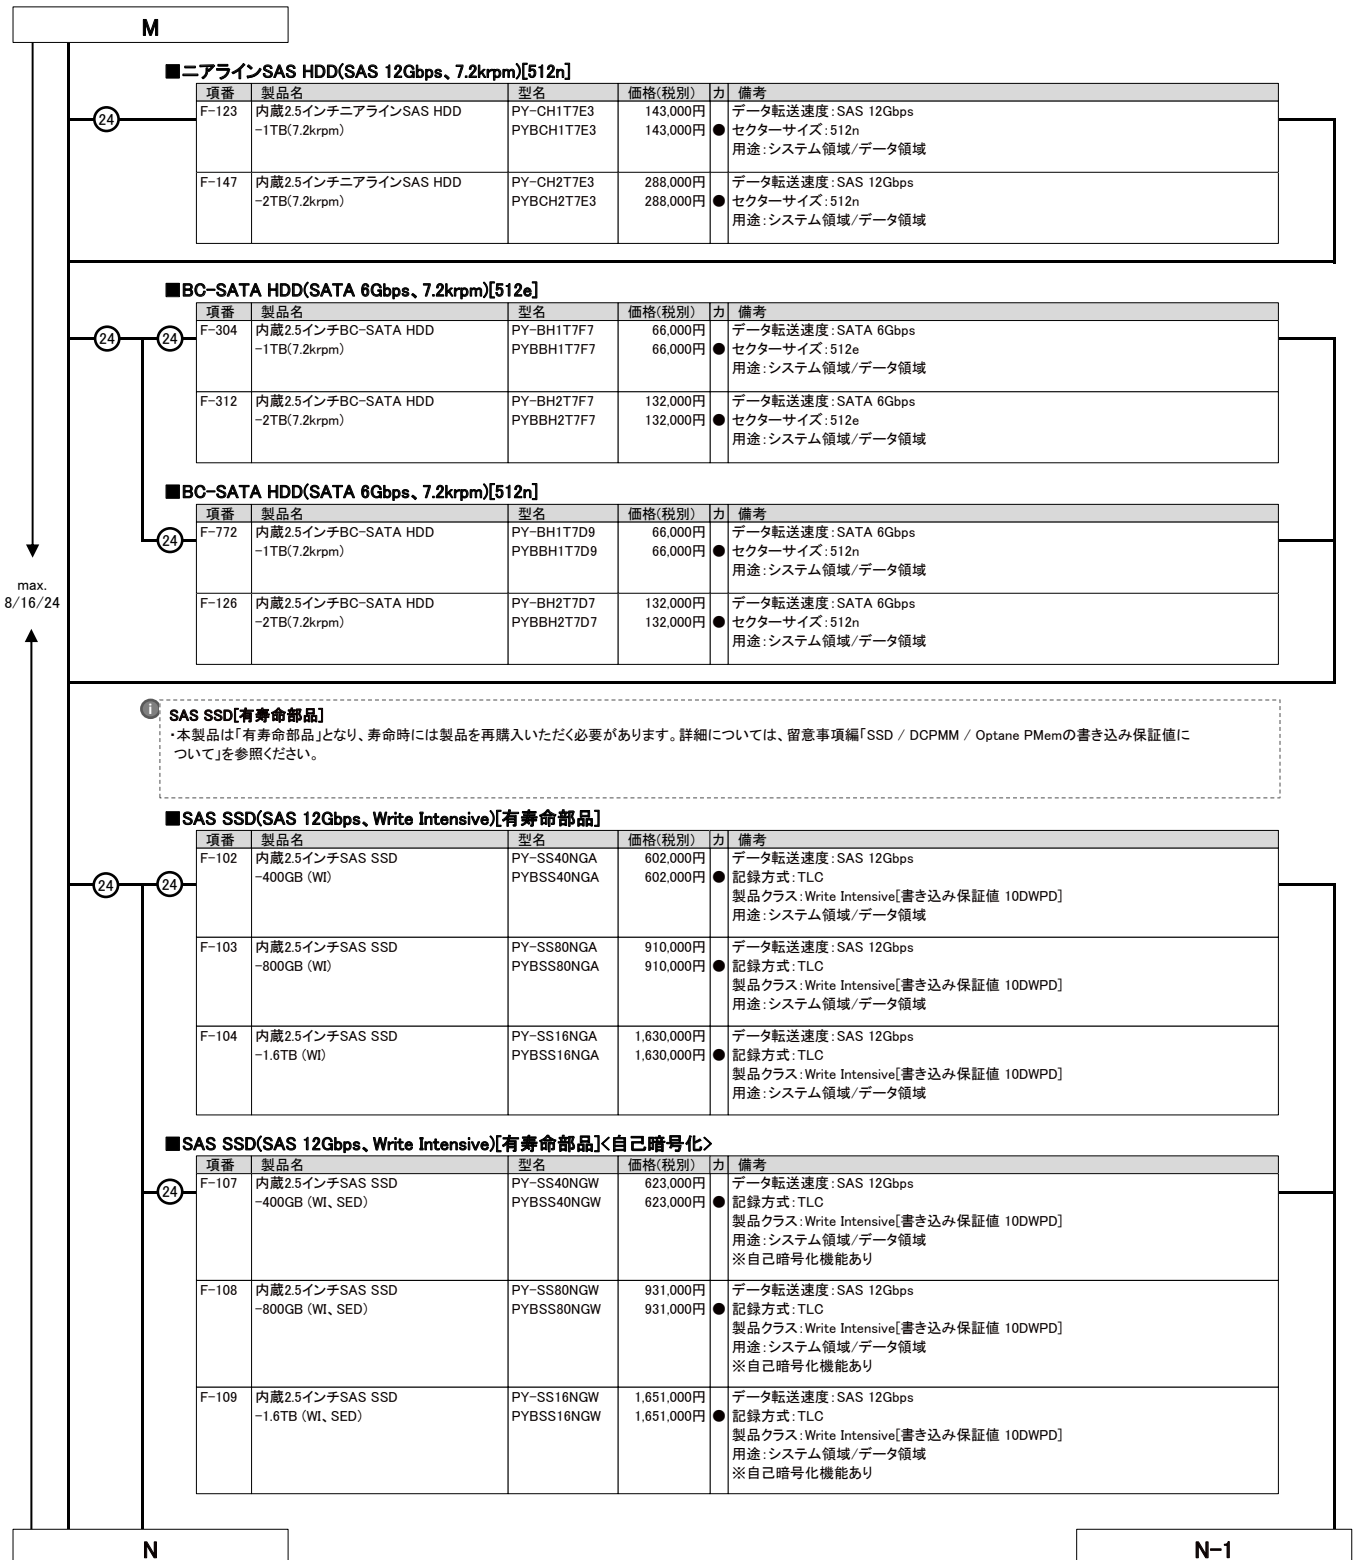 M
■ニアラインSAS HDD(SAS 12Gbps、7.2krpm)[512n]
項番 製品名 型名 価格(税別) カ 備考
24 F-123 内蔵2.5インチニアラインSAS HDD PY-CH1T7E3 143,000円 データ転送速度:SAS 12Gbps
-1TB(7.2krpm) PYBCH1T7E3 143,000円 ● セクターサイズ:512n
用途:システム領域/データ領域
F-147 内蔵2.5インチニアラインSAS HDD PY-CH2T7E3 288,000円 データ転送速度:SAS 12Gbps
-2TB(7.2krpm) PYBCH2T7E3 288,000円 ● セクターサイズ:512n
用途:システム領域/データ領域
■BC-SATA HDD(SATA 6Gbps、7.2krpm)[512e]
項番 製品名 型名 価格(税別) カ 備考
24 24 F-304 内蔵2.5インチBC-SATA HDD PY-BH1T7F7 66,000円 データ転送速度:SATA 6Gbps
-1TB(7.2krpm) PYBBH1T7F7 66,000円 ● セクターサイズ:512e
用途:システム領域/データ領域
F-312 内蔵2.5インチBC-SATA HDD PY-BH2T7F7 132,000円 データ転送速度:SATA 6Gbps
-2TB(7.2krpm) PYBBH2T7F7 132,000円 ● セクターサイズ:512e
用途:システム領域/データ領域
■BC-SATA HDD(SATA 6Gbps、7.2krpm)[512n]
項番 製品名 型名 価格(税別) カ 備考
24 F-772 内蔵2.5インチBC-SATA HDD PY-BH1T7D9 66,000円 データ転送速度:SATA 6Gbps
-1TB(7.2krpm) PYBBH1T7D9 66,000円 ● セクターサイズ:512n
用途:システム領域/データ領域
max.
8/16/24
F-126 内蔵2.5インチBC-SATA HDD PY-BH2T7D7 132,000円 データ転送速度:SATA 6Gbps
-2TB(7.2krpm) PYBBH2T7D7 132,000円 ● セクターサイズ:512n
用途:システム領域/データ領域
i SAS SSD[有寿命部品]
・本製品は「有寿命部品」となり、寿命時には製品を再購入いただく必要があります。詳細については、留意事項編「SSD / DCPMM / Optane PMemの書き込み保証値に
ついて」を参照ください。
■SAS SSD(SAS 12Gbps、Write Intensive)[有寿命部品]
項番 製品名 型名 価格(税別) カ 備考
24 24 F-102 内蔵2.5インチSAS SSD PY-SS40NGA 602,000円 データ転送速度:SAS 12Gbps
-400GB (WI) PYBSS40NGA 602,000円 ● 記録方式:TLC
製品クラス:Write Intensive[書き込み保証値 10DWPD]
用途:システム領域/データ領域
F-103 内蔵2.5インチSAS SSD PY-SS80NGA 910,000円 データ転送速度:SAS 12Gbps
-800GB (WI) PYBSS80NGA 910,000円 ● 記録方式:TLC
製品クラス:Write Intensive[書き込み保証値 10DWPD]
用途:システム領域/データ領域
F-104 内蔵2.5インチSAS SSD PY-SS16NGA 1,630,000円 データ転送速度:SAS 12Gbps
-1.6TB (WI) PYBSS16NGA 1,630,000円 ● 記録方式:TLC
製品クラス:Write Intensive[書き込み保証値 10DWPD]
用途:システム領域/データ領域
■SAS SSD(SAS 12Gbps、Write Intensive)[有寿命部品]<自己暗号化>
項番 製品名 型名 価格(税別) カ 備考
24 F-107 内蔵2.5インチSAS SSD PY-SS40NGW 623,000円 データ転送速度:SAS 12Gbps
-400GB (WI、SED) PYBSS40NGW 623,000円 ● 記録方式:TLC
製品クラス:Write Intensive[書き込み保証値 10DWPD]
用途:システム領域/データ領域
※自己暗号化機能あり
F-108 内蔵2.5インチSAS SSD PY-SS80NGW 931,000円 データ転送速度:SAS 12Gbps
-800GB (WI、SED) PYBSS80NGW 931,000円 ● 記録方式:TLC
製品クラス:Write Intensive[書き込み保証値 10DWPD]
用途:システム領域/データ領域
※自己暗号化機能あり
F-109 内蔵2.5インチSAS SSD PY-SS16NGW 1,651,000円 データ転送速度:SAS 12Gbps
-1.6TB (WI、SED) PYBSS16NGW 1,651,000円 ● 記録方式:TLC
製品クラス:Write Intensive[書き込み保証値 10DWPD]
用途:システム領域/データ領域
※自己暗号化機能あり
N N-1